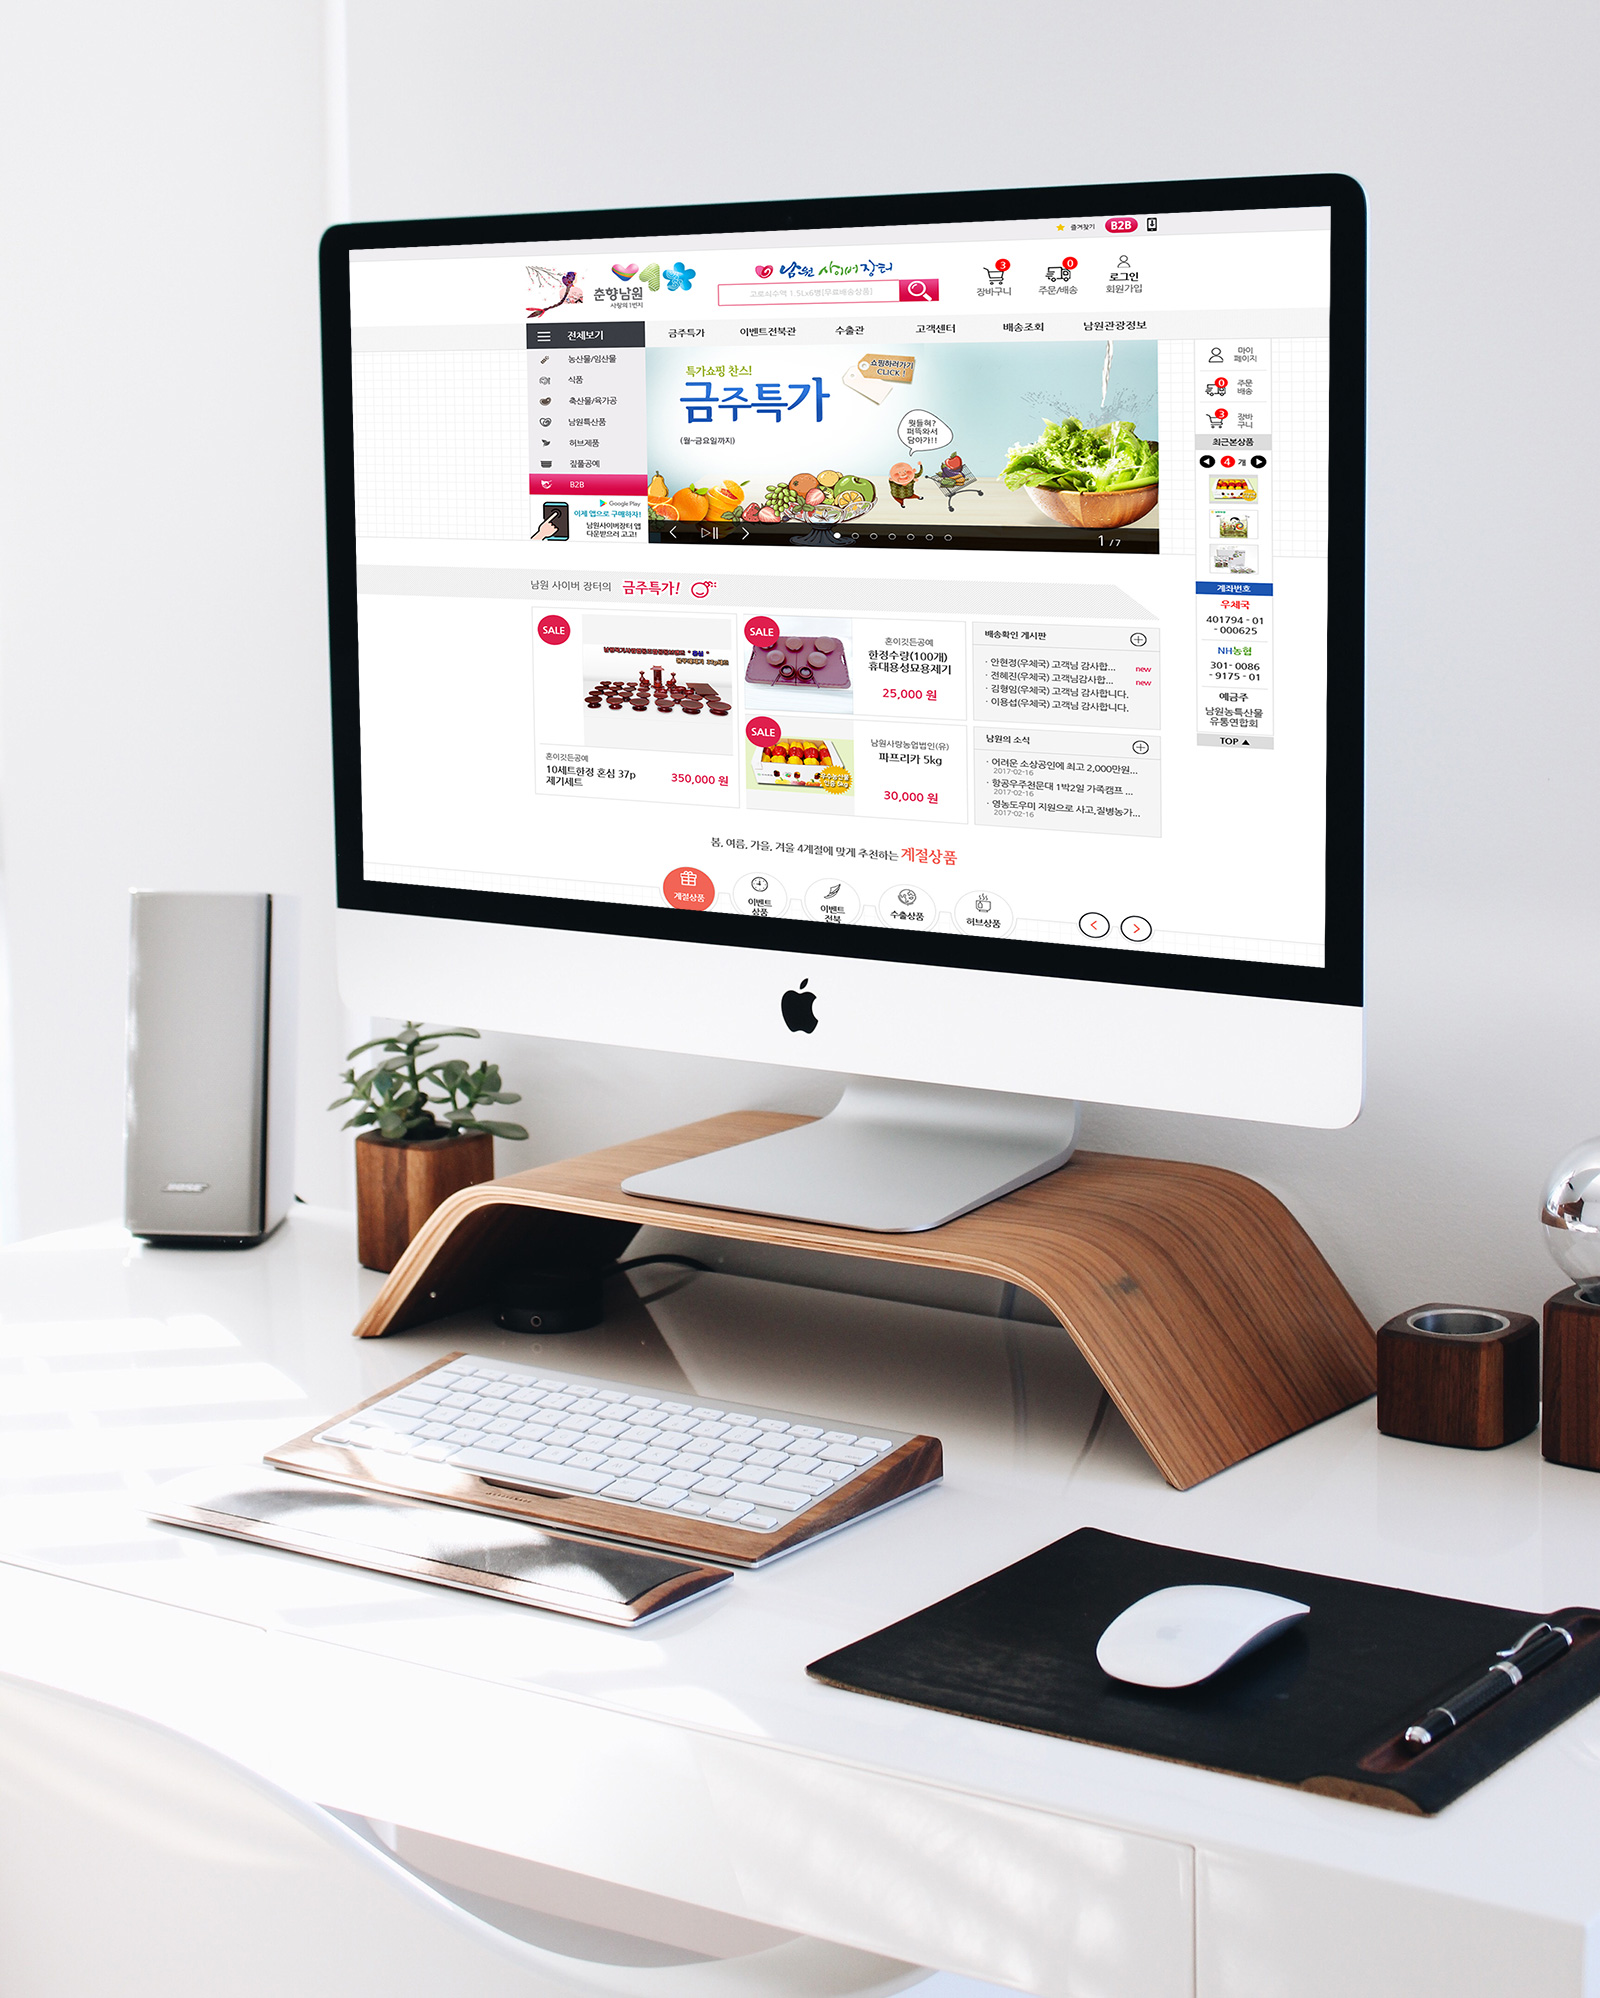 즐겨찾기 B2B
춘향남원
사랑의 1번지
남원 사이버장터
고로쇠수액 1.5Lx6병[무료배송상품]
3
장바구니
0
주문/배송
로그인
회원가입
전체보기
금주특가
이벤트전북관
수출관
고객센터
배송조회
남원관광정보
농산물/임산물
식품
축산물/육가공
남원특산품
허브제품
짚풀공예
B2B
Google Play
이제 앱으로 구매하자!
남원사이버장터 앱
다운받으러 고고!
특가쇼핑 찬스!
금주특가
(월~금요일까지)
쇼핑하러가기
CLICK !
뭣들혀?
퍼뜩와서
담아가!!
1 / 7
마이
페이지
0
주문
배송
3
장바
구니
최근본상품
4 개
계좌번호
우체국
401794 - 01
- 000625
NH농협
301- 0086
- 9175 - 01
예금주
남원농특산물
유통연합회
TOP ▲
남원 사이버 장터의 금주특가!
SALE
혼이깃든공예
10세트한정 혼심 37p
제기세트
350,000 원
SALE
혼이깃든공예
한정수량(100개)
휴대용성묘용제기
25,000 원
SALE
남원사랑농업법인(유)
파프리카 5kg
30,000 원
배송확인 게시판
· 안현정(우체국) 고객님 감사합... new
· 전혜진(우체국) 고객님감사합... new
· 김형임(우체국) 고객님 감사합니다.
· 이용섭(우체국) 고객님 감사합니다.
남원의 소식
· 어려운 소상공인에 최고 2,000만원...
2017-02-16
· 항공우주천문대 1박2일 가족캠프 ...
2017-02-16
· 영농도우미 지원으로 사고,질병농가...
2017-02-16
봄, 여름, 가을, 겨울 4계절에 맞게 추천하는 계절상품
계절상품
이벤트
상품
이벤트
전북
수출상품
허브상품
BOSE